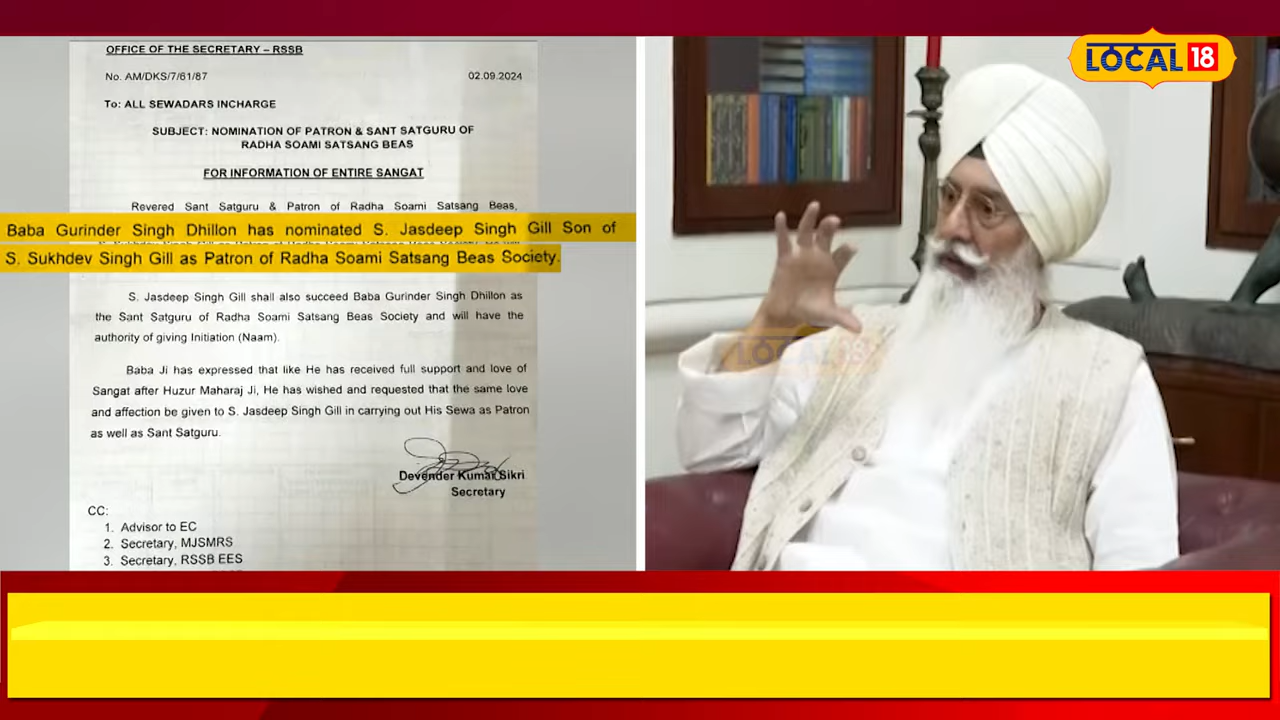 OFFICE OF THE SECRETARY – RSSB
No. AM/DKS/7/61/87 02.09.2024
To: ALL SEWADARS INCHARGE
SUBJECT: NOMINATION OF PATRON & SANT SATGURU OF
RADHA SOAMI SATSANG BEAS
FOR INFORMATION OF ENTIRE SANGAT
Revered Sant Satguru & Patron of Radha Soami Satsang Beas,
Baba Gurinder Singh Dhillon has nominated S. Jasdeep Singh Gill Son of
S. Sukhdev Singh Gill as Patron of Radha Soami Satsang Beas Society.
S. Jasdeep Singh Gill shall also succeed Baba Gurinder Singh Dhillon as
the Sant Satguru of Radha Soami Satsang Beas Society and will have the
authority of giving Initiation (Naam).
Baba Ji has expressed that like He has received full support and love of
Sangat after Huzur Maharaj Ji, He has wished and requested that the same love
and affection be given to S. Jasdeep Singh Gill in carrying out His Sewa as Patron
as well as Sant Satguru.
Devender Kumar Sikri
Secretary
CC:
1. Advisor to EC
2. Secretary, MJSMRS
3. Secretary, RSSB EES
LOCAL 18
LOCAL 18